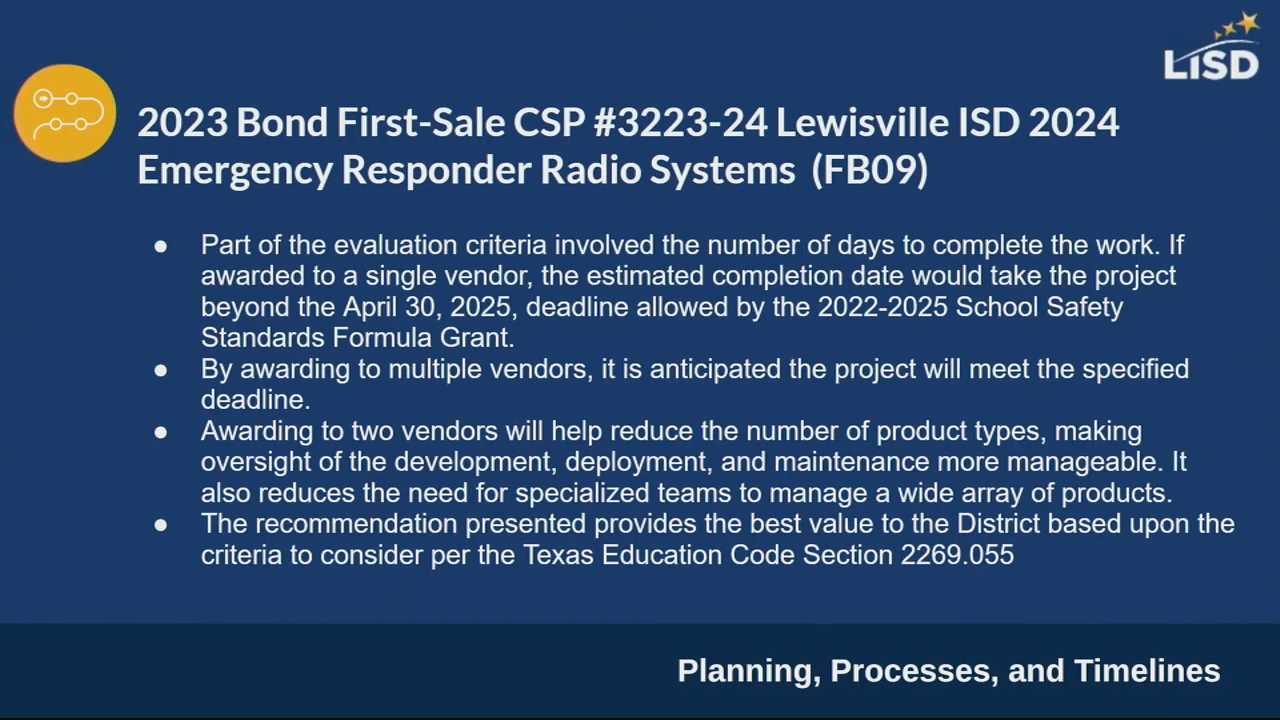 LISD
2023 Bond First-Sale CSP #3223-24 Lewisville ISD 2024
Emergency Responder Radio Systems (FB09)
● Part of the evaluation criteria involved the number of days to complete the work. If
awarded to a single vendor, the estimated completion date would take the project
beyond the April 30, 2025, deadline allowed by the 2022-2025 School Safety
Standards Formula Grant.
● By awarding to multiple vendors, it is anticipated the project will meet the specified
deadline.
● Awarding to two vendors will help reduce the number of product types, making
oversight of the development, deployment, and maintenance more manageable. It
also reduces the need for specialized teams to manage a wide array of products.
● The recommendation presented provides the best value to the District based upon the
criteria to consider per the Texas Education Code Section 2269.055
Planning, Processes, and Timelines